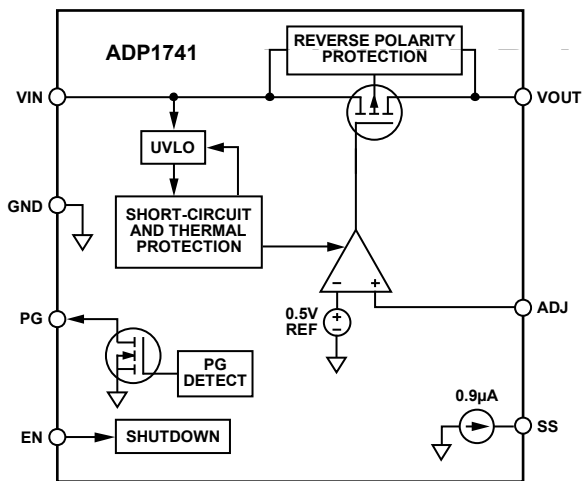 ADP1741
REVERSE POLARITY
PROTECTION
VIN
VOUT
UVLO
GND
SHORT-CIRCUIT
AND THERMAL
PROTECTION
PG
–
+
0.5V
REF
+
–
ADJ
PG
DETECT
0.9µA
EN
SHUTDOWN
SS